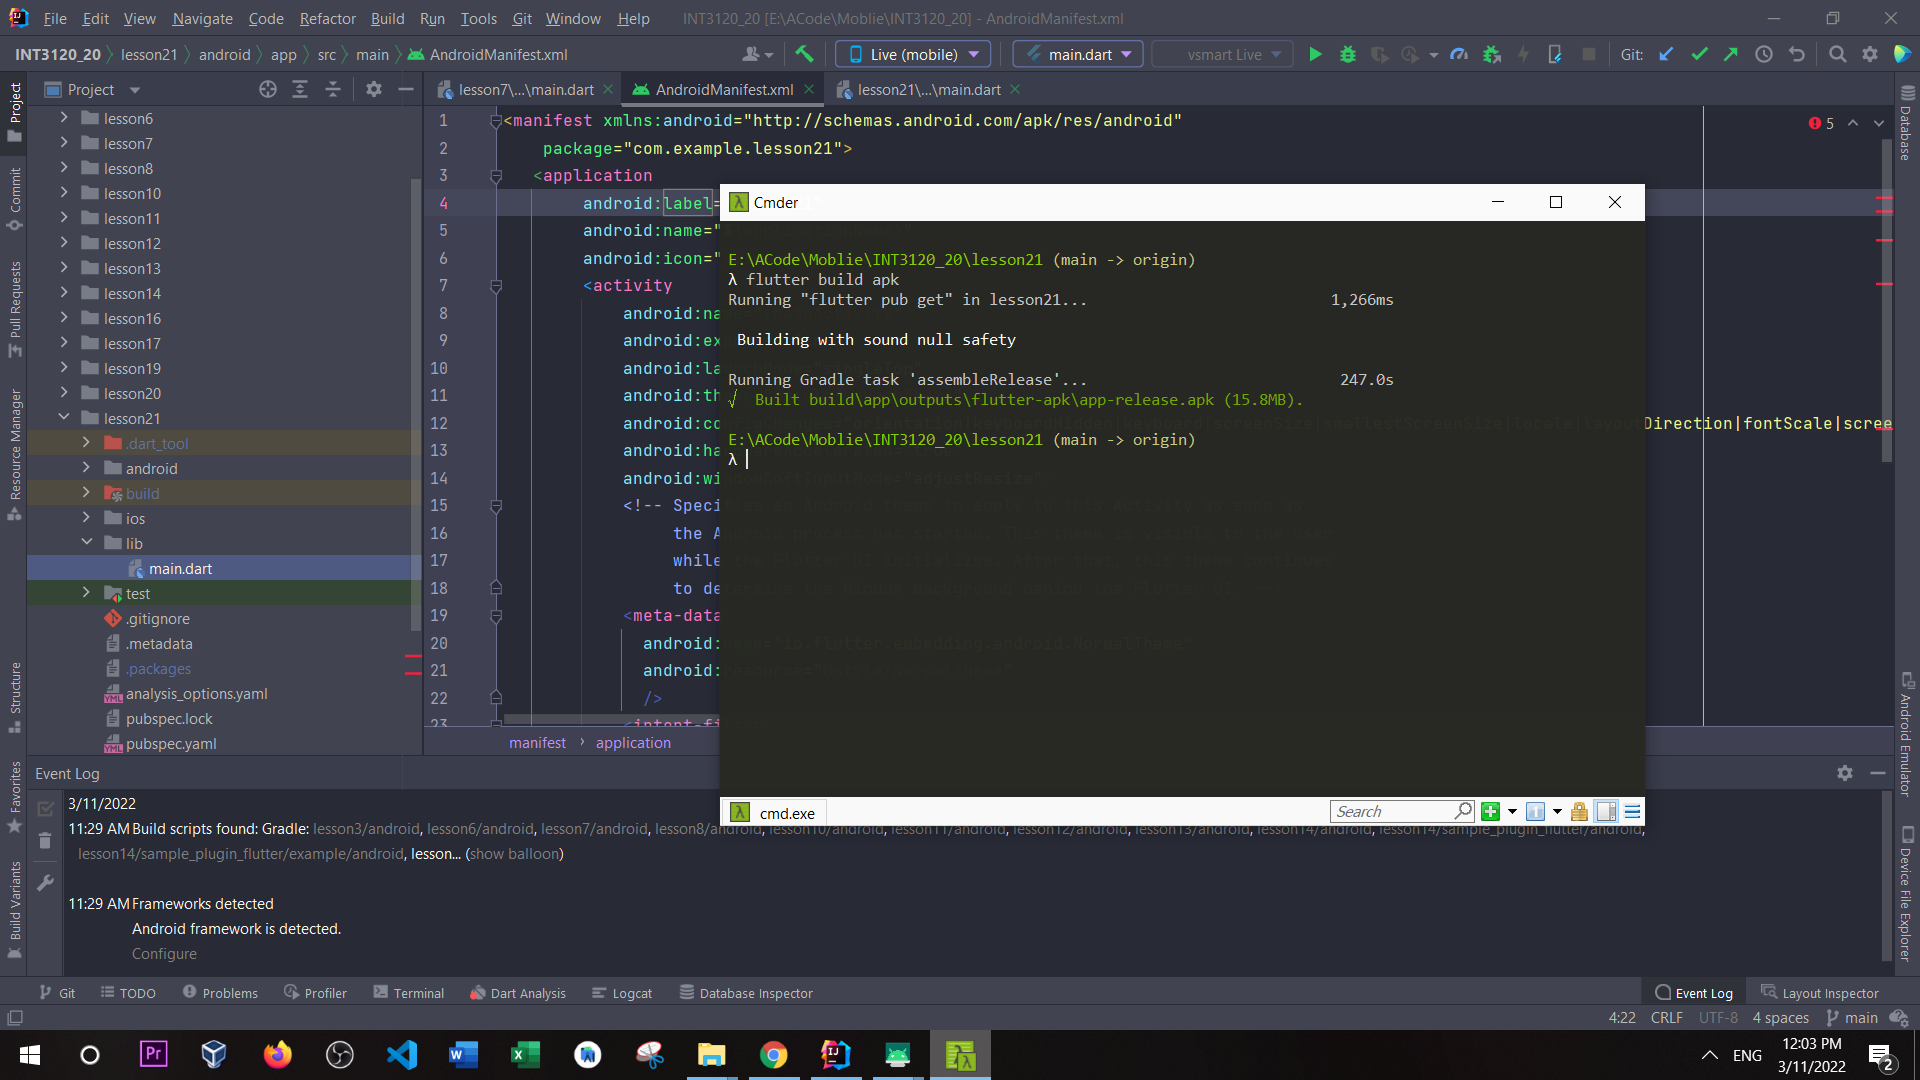 File Edit View Navigate Code Refactor Build Run Tools Git Window Help INT3120_20 [E:\ACode\Moblie\INT3120_20] - AndroidManifest.xml
INT3120_20 lesson21 android app src main AndroidManifest.xml Live (mobile) main.dart vsmart Live Git:
Project
lesson7\...\main.dart AndroidManifest.xml lesson21\...\main.dart
Project
Commit
Pull Requests
Resource Manager
Structure
Favorites
Build Variants
lesson6
lesson7
lesson8
lesson10
lesson11
lesson12
lesson13
lesson14
lesson16
lesson17
lesson19
lesson20
lesson21
.dart_tool
android
build
ios
lib
main.dart
test
.gitignore
.metadata
.packages
analysis_options.yaml
pubspec.lock
pubspec.yaml
1 <manifest xmlns:android="http://schemas.android.com/apk/res/android"
2 package="com.example.lesson21">
3 <application
4 android:label=
5 android:name="
6 android:icon="
7 <activity
8 android:na
9 android:ex
10 android:la
11 android:th
12 android:co Direction|fontScale|scree
13 android:ha
14 android:wi
15 <!-- Speci
16 the A
17 while
18 to de
19 <meta-data
20 android:
21 android:
22 />
23 <intent-fi
5
manifest › application
Cmder
E:\ACode\Moblie\INT3120_20\lesson21 (main -> origin)
λ flutter build apk
Running "flutter pub get" in lesson21... 1,266ms
Building with sound null safety
Running Gradle task 'assembleRelease'... 247.0s
√ Built build\app\outputs\flutter-apk\app-release.apk (15.8MB).
E:\ACode\Moblie\INT3120_20\lesson21 (main -> origin)
λ
cmd.exe Search
Database
Android Emulator
Device File Explorer
Event Log
3/11/2022
11:29 AM Build scripts found: Gradle: lesson3/android, lesson6/android, lesson7/android, lesson8/android, lesson10/android, lesson11/android, lesson12/android, lesson13/android, lesson14/android, lesson14/sample_plugin_flutter/android,
lesson14/sample_plugin_flutter/example/android, lesson... (show balloon)
11:29 AM Frameworks detected
Android framework is detected.
Configure
Git TODO Problems Profiler Terminal Dart Analysis Logcat Database Inspector Event Log Layout Inspector
4:22 CRLF UTF-8 4 spaces main
ENG
12:03 PM
3/11/2022
2